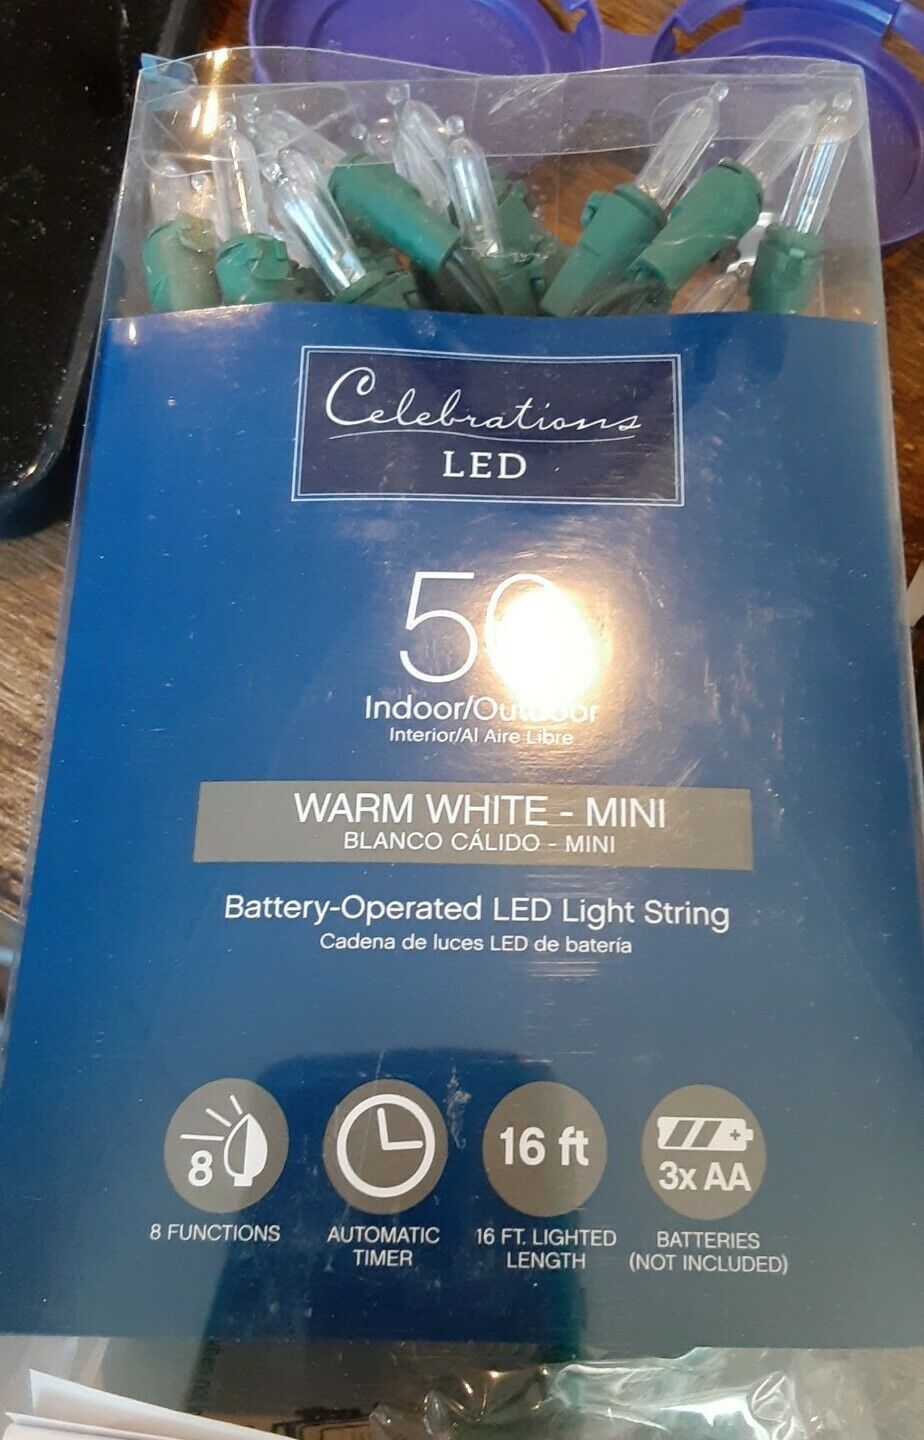 Celebrations
LED
50
Indoor/Outdoor
Interior/Al Aire Libre
WARM WHITE - MINI
BLANCO CÁLIDO - MINI
Battery-Operated LED Light String
Cadena de luces LED de batería
8
16 ft
3x AA
8 FUNCTIONS
AUTOMATIC
TIMER
16 FT. LIGHTED
LENGTH
BATTERIES
(NOT INCLUDED)